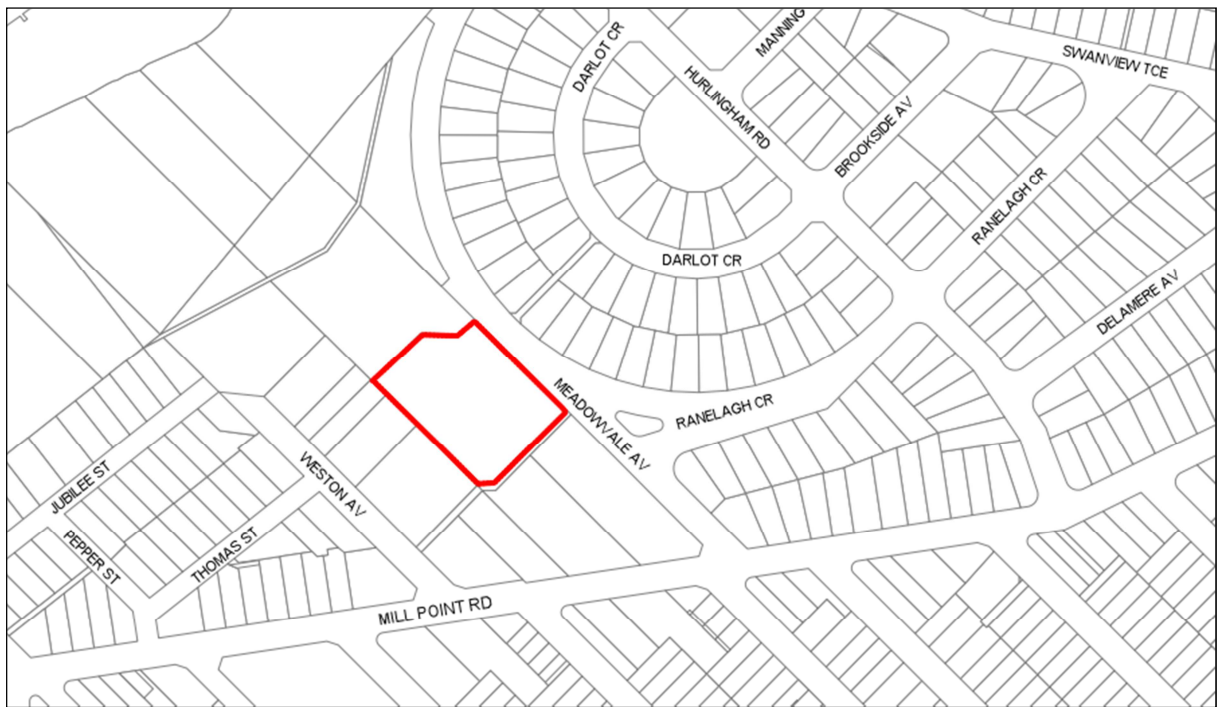 DARLOT CR
MANNING
SWANVIEW TCE
HURLINGHAM RD
BROOKSIDE AV
RANELAGH CR
DARLOT CR
DELAMERE AV
MEADOWVALE AV
RANELAGH CR
WESTON AV
JUBILEE ST
THOMAS ST
PEPPER ST
MILL POINT RD